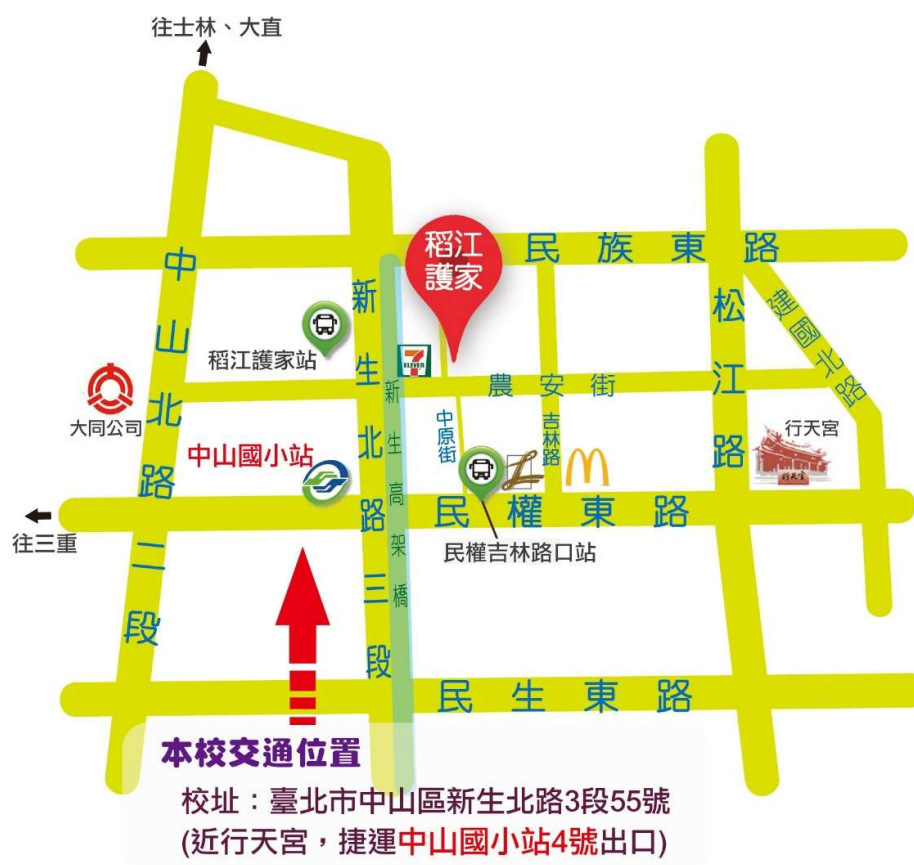 往士林、大直
稻江
護家
民族東路
中山北路二段
新生北路三段
松江路
建國北路
稻江護家站
7
ELEVEN
農安街
大同公司
新生高架橋
中原街
吉林路
行天宮
中山國小站
行天宮
民權東路
往三重
民權吉林路口站
民生東路
本校交通位置
校址：臺北市中山區新生北路3段55號
(近行天宮，捷運中山國小站4號出口)